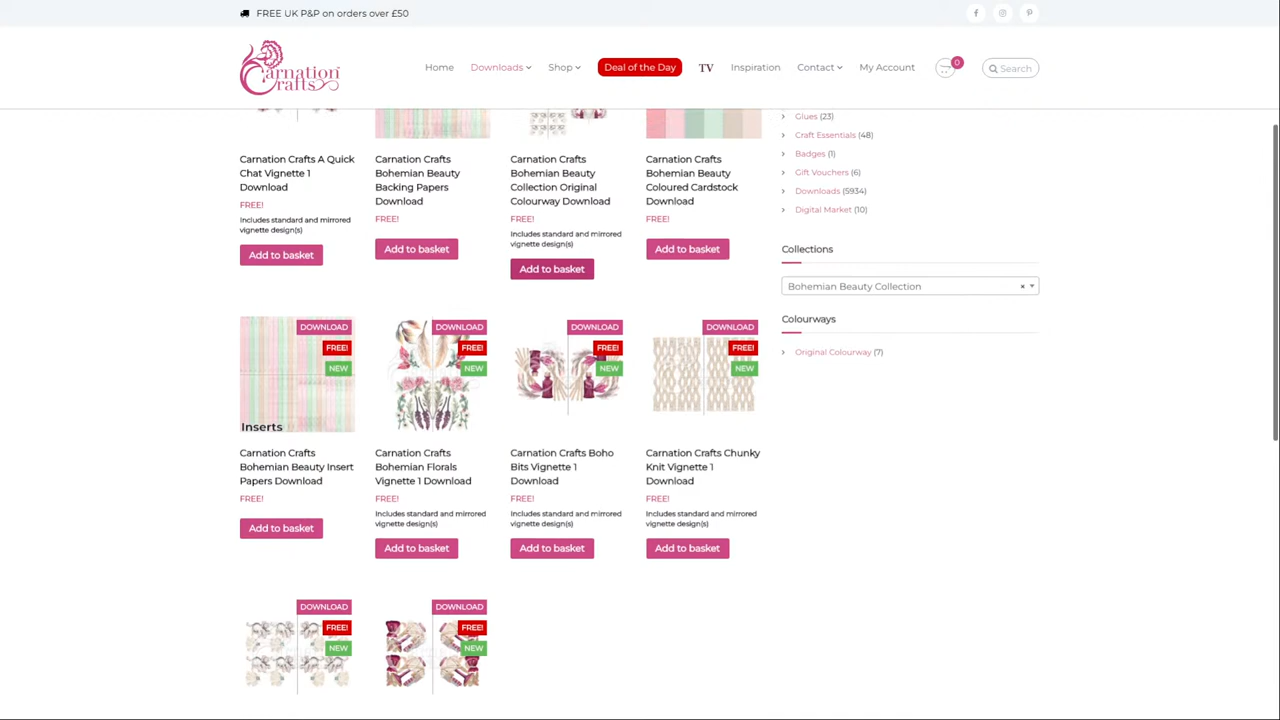 FREE UK P&P on orders over £50
Carnation
Crafts
Home
Downloads
Shop
Deal of the Day
TV
Inspiration
Contact
My Account
0
Search
Carnation Crafts A Quick
Chat Vignette 1
Download
FREE!
Includes standard and mirrored
vignette design(s)
Add to basket
Carnation Crafts
Bohemian Beauty
Backing Papers
Download
FREE!
Add to basket
Carnation Crafts
Bohemian Beauty
Collection Original
Colourway Download
FREE!
Includes standard and mirrored
vignette design(s)
Add to basket
Carnation Crafts
Bohemian Beauty
Coloured Cardstock
Download
FREE!
Add to basket
Glues (23)
Craft Essentials (48)
Badges (1)
Gift Vouchers (6)
Downloads (5934)
Digital Market (10)
Collections
Bohemian Beauty Collection ×
Colourways
Original Colourway (7)
DOWNLOAD
FREE!
NEW
Inserts
Carnation Crafts
Bohemian Beauty Insert
Papers Download
FREE!
Add to basket
DOWNLOAD
FREE!
NEW
Carnation Crafts
Bohemian Florals
Vignette 1 Download
FREE!
Includes standard and mirrored
vignette design(s)
Add to basket
DOWNLOAD
FREE!
NEW
Carnation Crafts Boho
Bits Vignette 1
Download
FREE!
Includes standard and mirrored
vignette design(s)
Add to basket
DOWNLOAD
FREE!
NEW
Carnation Crafts Chunky
Knit Vignette 1
Download
FREE!
Includes standard and mirrored
vignette design(s)
Add to basket
DOWNLOAD
FREE!
NEW
DOWNLOAD
FREE!
NEW